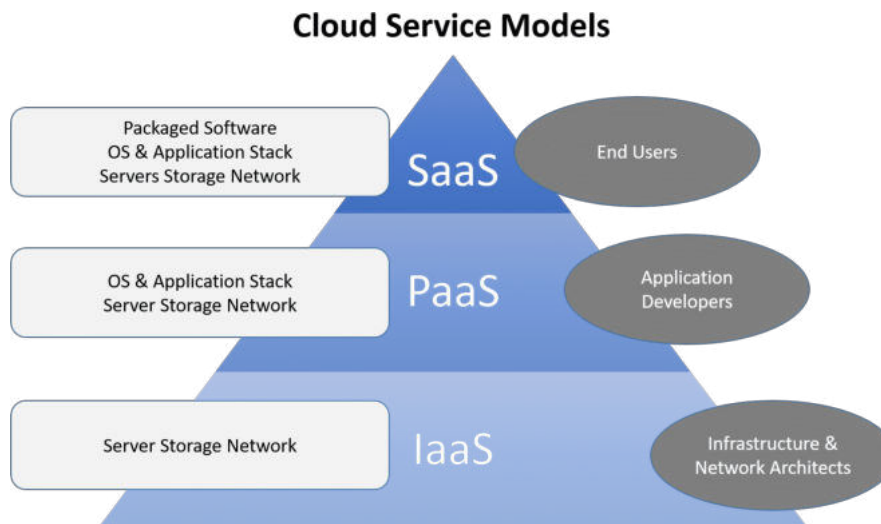 Cloud Service Models
Packaged Software
OS & Application Stack
Servers Storage Network
SaaS
End Users
OS & Application Stack
Server Storage Network
PaaS
Application
Developers
Server Storage Network
IaaS
Infrastructure &
Network Architects